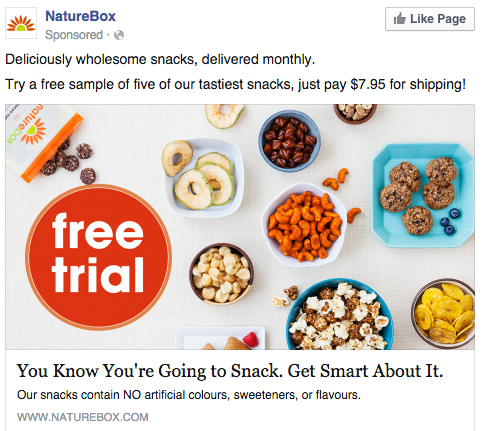 NatureBox
Sponsored ·
Like Page
Deliciously wholesome snacks, delivered monthly.
Try a free sample of five of our tastiest snacks, just pay $7.95 for shipping!
naturebox
free
trial
You Know You're Going to Snack. Get Smart About It.
Our snacks contain NO artificial colours, sweeteners, or flavours.
WWW.NATUREBOX.COM